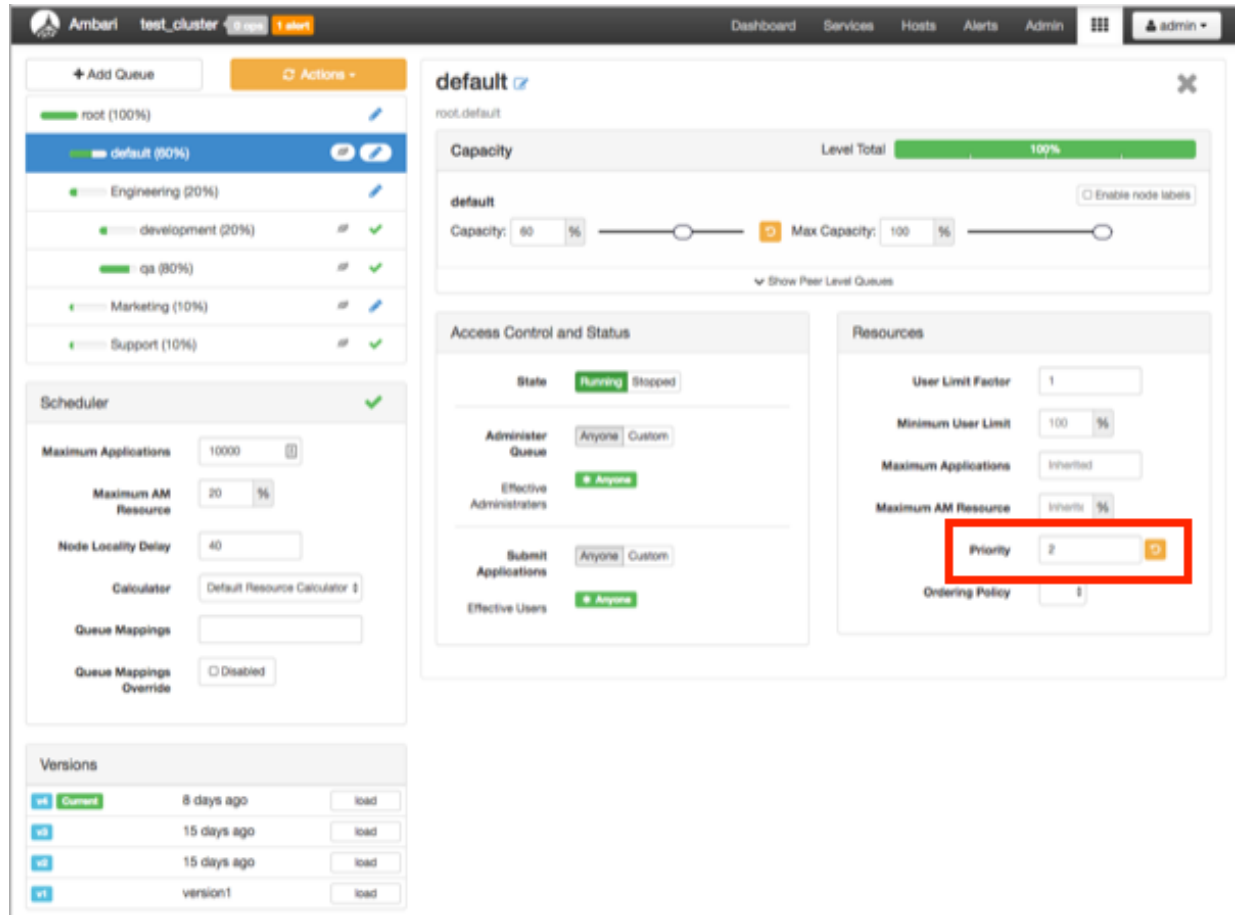 Ambari test_cluster 0 ops 1 alert Dashboard Services Hosts Alerts Admin admin
Add Queue Actions
root (100%)
default (60%)
Engineering (20%)
development (20%)
qa (80%)
Marketing (10%)
Support (10%)
Scheduler
Maximum Applications 10000
Maximum AM Resource 20 %
Node Locality Delay 40
Calculator Default Resource Calculator
Queue Mappings
Queue Mappings Override Disabled
Versions
v4 Current 8 days ago load
v3 15 days ago load
v2 15 days ago load
v1 version1 load
default
root.default
Capacity Level Total 100%
default Enable node labels
Capacity: 60 % Max Capacity: 100 %
Show Peer Level Queues
Access Control and Status
State Running Stopped
Administer Queue Anyone Custom
Effective Administraters Anyone
Submit Applications Anyone Custom
Effective Users Anyone
Resources
User Limit Factor 1
Minimum User Limit 100 %
Maximum Applications Inherited
Maximum AM Resource Inherite %
Priority 2
Ordering Policy